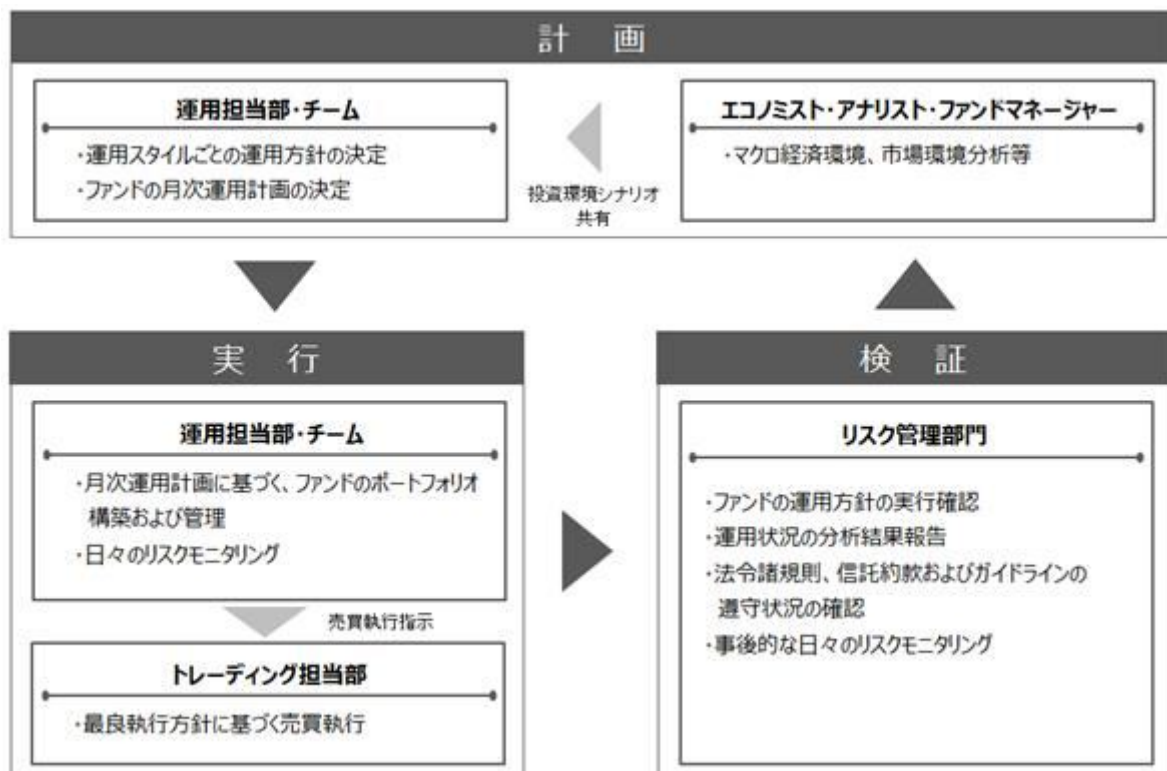 計　画
運用担当部・チーム
・運用スタイルごとの運用方針の決定
・ファンドの月次運用計画の決定
投資環境シナリオ
共有
エコノミスト・アナリスト・ファンドマネージャー
・マクロ経済環境、市場環境分析等
実　行
運用担当部・チーム
・月次運用計画に基づく、ファンドのポートフォリオ
構築および管理
・日々のリスクモニタリング
売買執行指示
トレーディング担当部
・最良執行方針に基づく売買執行
検　証
リスク管理部門
・ファンドの運用方針の実行確認
・運用状況の分析結果報告
・法令諸規則、信託約款およびガイドラインの
遵守状況の確認
・事後的な日々のリスクモニタリング